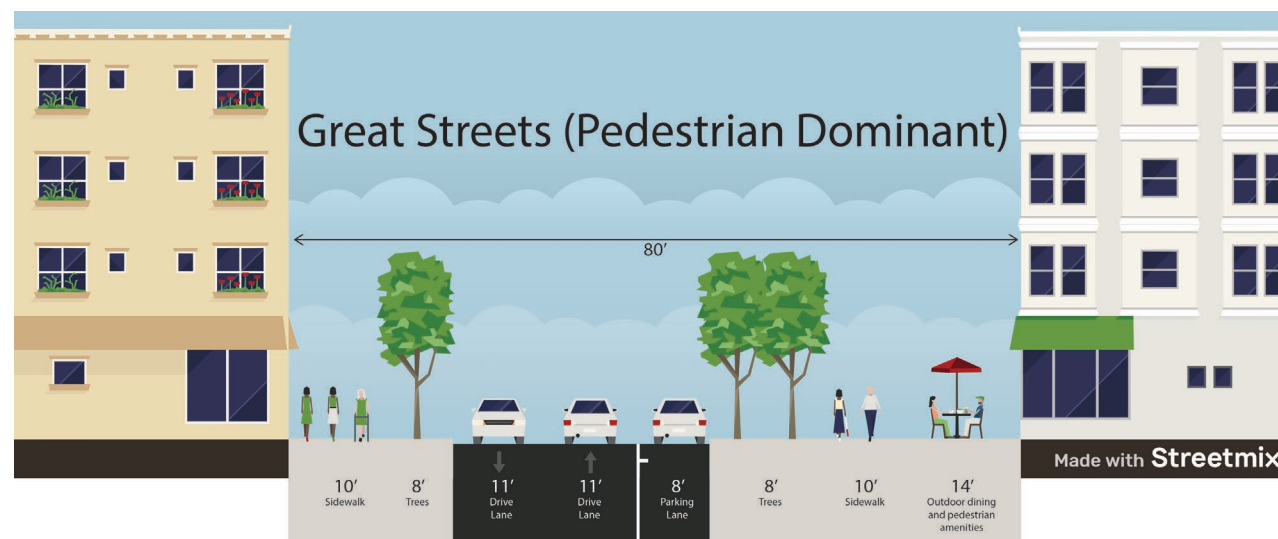 Great Streets (Pedestrian Dominant)
80’
10’
Sidewalk
8’
Trees
11’
Drive
Lane
11’
Drive
Lane
8’
Parking
Lane
8’
Trees
10’
Sidewalk
14’
Outdoor dining
and pedestrian
amenities
Made with Streetmix